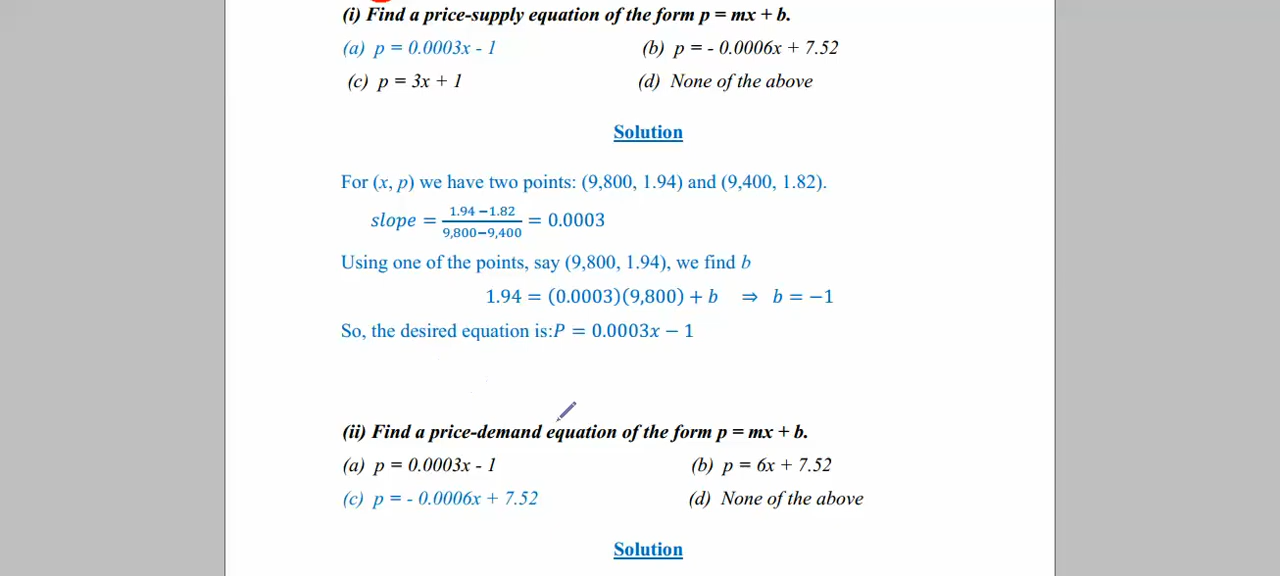 (i) Find a price-supply equation of the form p = mx + b.
(a) p = 0.0003x - 1 (b) p = - 0.0006x + 7.52
(c) p = 3x + 1 (d) None of the above
Solution
For (x, p) we have two points: (9,800, 1.94) and (9,400, 1.82).
slope = \frac{1.94 −1.82}{9,800−9,400} = 0.0003
Using one of the points, say (9,800, 1.94), we find b
1.94 = (0.0003)(9,800) + b ⇒ b = −1
So, the desired equation is:P = 0.0003x − 1
(ii) Find a price-demand equation of the form p = mx + b.
(a) p = 0.0003x - 1 (b) p = 6x + 7.52
(c) p = - 0.0006x + 7.52 (d) None of the above
Solution